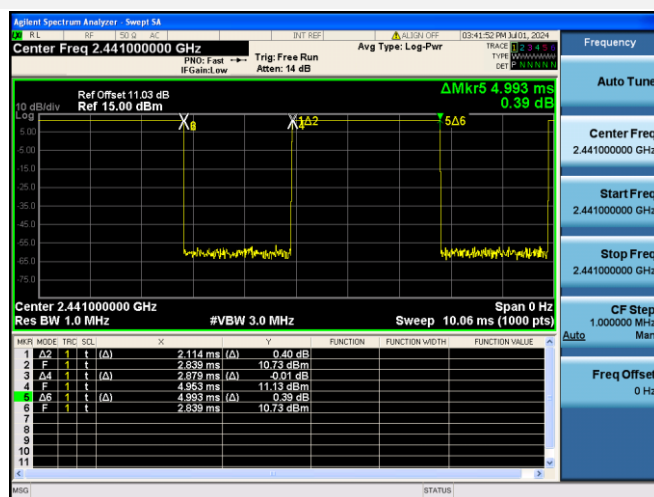 Agilent Spectrum Analyzer - Swept SA
RL RF 50 Ω AC INT REF ALIGN OFF 03:41:52 PM Jul 01, 2024
Center Freq 2.441000000 GHz
PNO: Fast Trig: Free Run Avg Type: Log-Pwr TRACE 1 2 3 4 5 6
IFGain:Low Atten: 14 dB TYPE W
DET P N N N N N
Frequency
Auto Tune
Center Freq
2.441000000 GHz
Start Freq
2.441000000 GHz
Stop Freq
2.441000000 GHz
CF Step
1.000000 MHz
Auto Man
Freq Offset
0 Hz
ΔMkr5 4.993 ms
0.39 dB
Ref Offset 11.03 dB
10 dB/div Ref 15.00 dBm
Log
5.00
-5.00
-15.0
-25.0
-35.0
-45.0
-55.0
-65.0
-75.0
1Δ2
5Δ6
Center 2.441000000 GHz Span 0 Hz
Res BW 1.0 MHz #VBW 3.0 MHz Sweep 10.06 ms (1000 pts)
MKR MODE TRC SCL X Y FUNCTION FUNCTION WIDTH FUNCTION VALUE
1 Δ2 1 t (Δ) 2.114 ms (Δ) 0.40 dB
2 F 1 t 2.839 ms 10.73 dBm
3 Δ4 1 t (Δ) 2.879 ms (Δ) -0.01 dB
4 F 1 t 4.953 ms 11.13 dBm
5 Δ6 1 t (Δ) 4.993 ms (Δ) 0.39 dB
6 F 1 t 2.839 ms 10.73 dBm
7
8
9
10
11
MSG STATUS